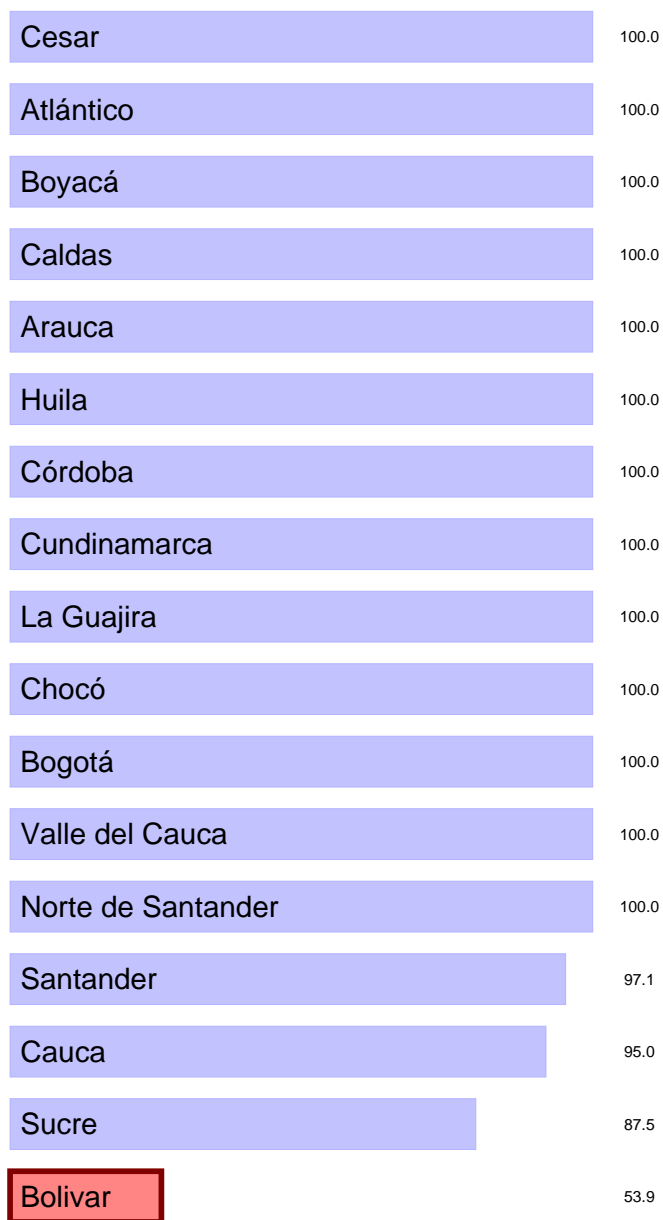 Cesar 100.0
Atlántico 100.0
Boyacá 100.0
Caldas 100.0
Arauca 100.0
Huila 100.0
Córdoba 100.0
Cundinamarca 100.0
La Guajira 100.0
Chocó 100.0
Bogotá 100.0
Valle del Cauca 100.0
Norte de Santander 100.0
Santander 97.1
Cauca 95.0
Sucre 87.5
Bolivar 53.9